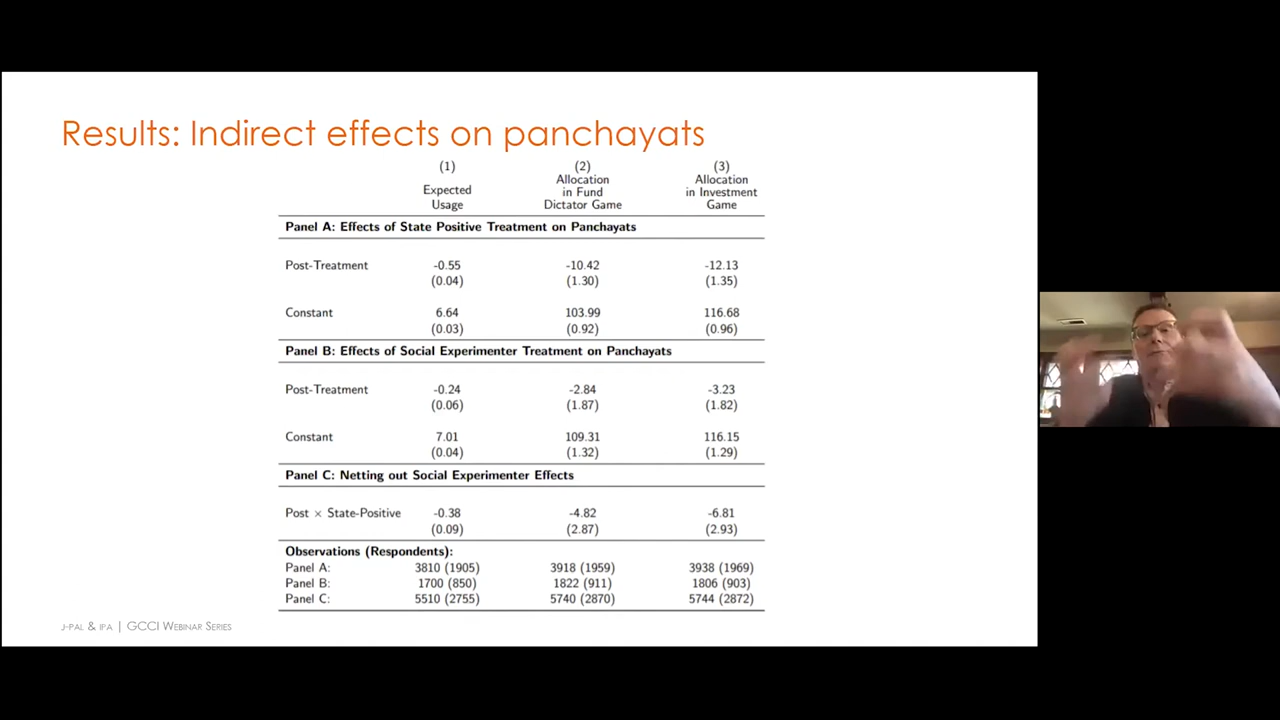 Results: Indirect effects on panchayats
(1) (2) (3)
Expected Usage Allocation in Fund Dictator Game Allocation in Investment Game
Panel A: Effects of State Positive Treatment on Panchayats
Post-Treatment -0.55 -10.42 -12.13
(0.04) (1.30) (1.35)
Constant 6.64 103.99 116.68
(0.03) (0.92) (0.96)
Panel B: Effects of Social Experimenter Treatment on Panchayats
Post-Treatment -0.24 -2.84 -3.23
(0.06) (1.87) (1.82)
Constant 7.01 109.31 116.15
(0.04) (1.32) (1.29)
Panel C: Netting out Social Experimenter Effects
Post × State-Positive -0.38 -4.82 -6.81
(0.09) (2.87) (2.93)
Observations (Respondents):
Panel A: 3810 (1905) 3918 (1959) 3938 (1969)
Panel B: 1700 (850) 1822 (911) 1806 (903)
Panel C: 5510 (2755) 5740 (2870) 5744 (2872)
J-PAL & IPA | GCCI WEBINAR SERIES